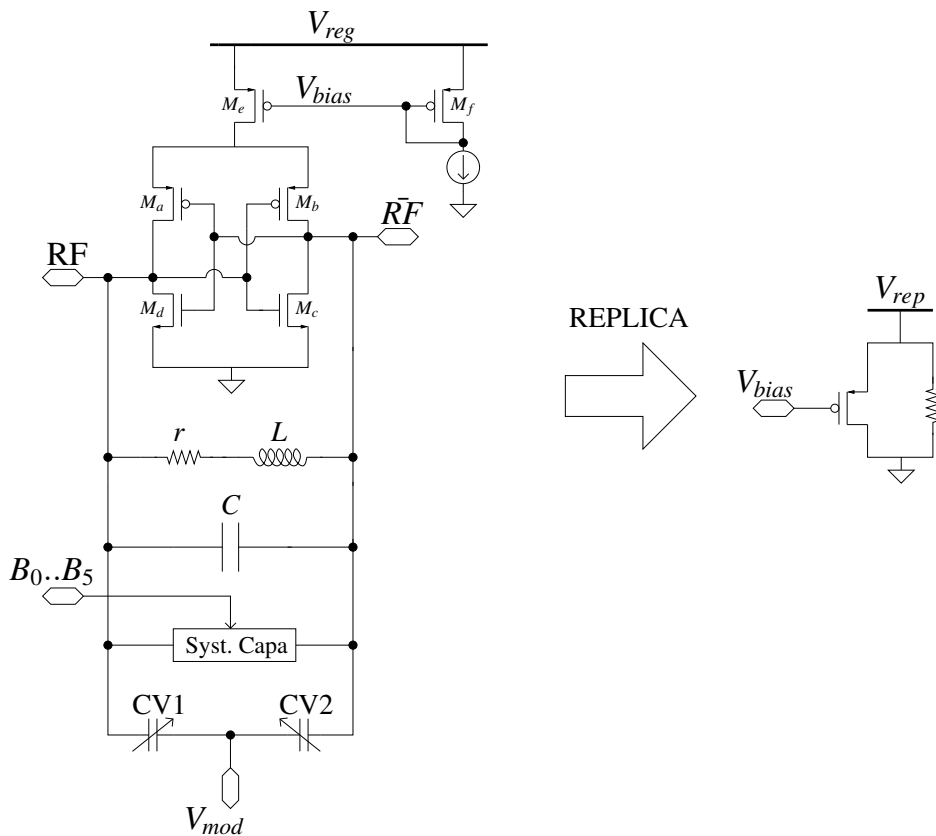 V_reg
V_bias
M_e
M_f
M_a
M_b
R̄F
RF
M_d
M_c
REPLICA
V_rep
V_bias
r
L
C
B_0..B_5
Syst. Capa
CV1
CV2
V_mod